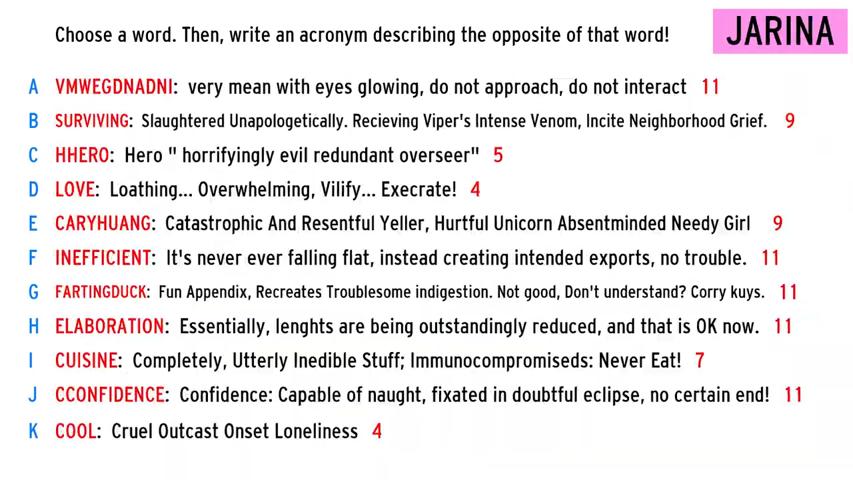 Choose a word. Then, write an acronym describing the opposite of that word! JARINA
A VMWEGDNADNI: very mean with eyes glowing, do not approach, do not interact 11
B SURVIVING: Slaughtered Unapologetically. Recieving Viper's Intense Venom, Incite Neighborhood Grief. 9
C HHERO: Hero " horrifyingly evil redundant overseer" 5
D LOVE: Loathing... Overwhelming, Vilify... Execrate! 4
E CARYHUANG: Catastrophic And Resentful Yeller, Hurtful Unicorn Absentminded Needy Girl 9
F INEFFICIENT: It's never ever falling flat, instead creating intended exports, no trouble. 11
G FARTINGDUCK: Fun Appendix, Recreates Troublesome indigestion. Not good, Don't understand? Corry kuys. 11
H ELABORATION: Essentially, lenghts are being outstandingly reduced, and that is OK now. 11
I CUISINE: Completely, Utterly Inedible Stuff; Immunocompromiseds: Never Eat! 7
J CCONFIDENCE: Confidence: Capable of naught, fixated in doubtful eclipse, no certain end! 11
K COOL: Cruel Outcast Onset Loneliness 4